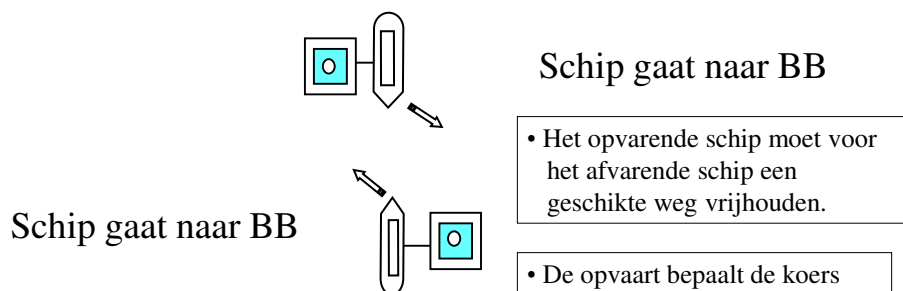 Schip gaat naar BB
• Het opvarende schip moet voor
het afvarende schip een
geschikte weg vrijhouden.
Schip gaat naar BB
• De opvaart bepaalt de koers